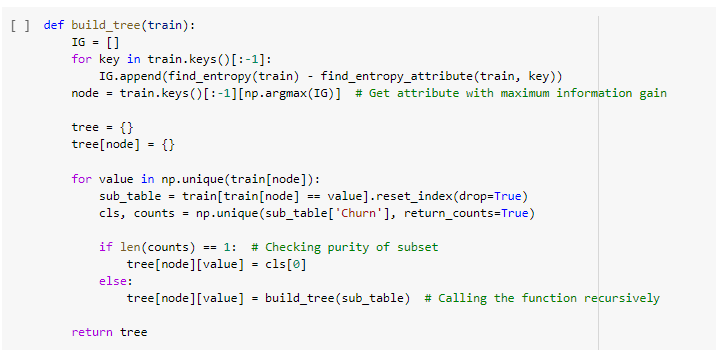 [ ] def build_tree(train):
    IG = []
    for key in train.keys()[:-1]:
        IG.append(find_entropy(train) - find_entropy_attribute(train, key))
    node = train.keys()[:-1][np.argmax(IG)]  # Get attribute with maximum information gain

    tree = {}
    tree[node] = {}

    for value in np.unique(train[node]):
        sub_table = train[train[node] == value].reset_index(drop=True)
        cls, counts = np.unique(sub_table['Churn'], return_counts=True)

        if len(counts) == 1:  # Checking purity of subset
            tree[node][value] = cls[0]
        else:
            tree[node][value] = build_tree(sub_table)  # Calling the function recursively

    return tree